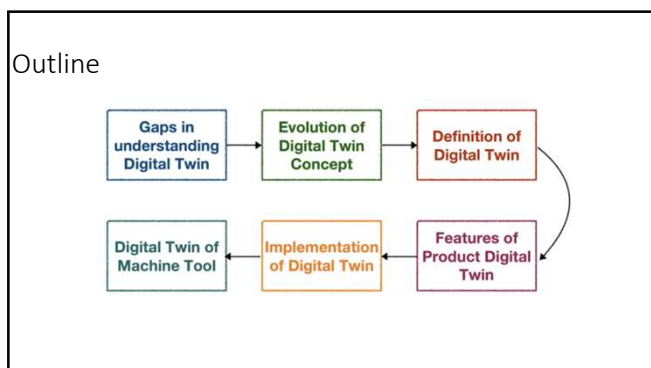 Outline
Gaps in
understanding
Digital Twin
Evolution of
Digital Twin
Concept
Definition of
Digital Twin
Features of
Product Digital
Twin
Implementation
of Digital Twin
Digital Twin of
Machine Tool